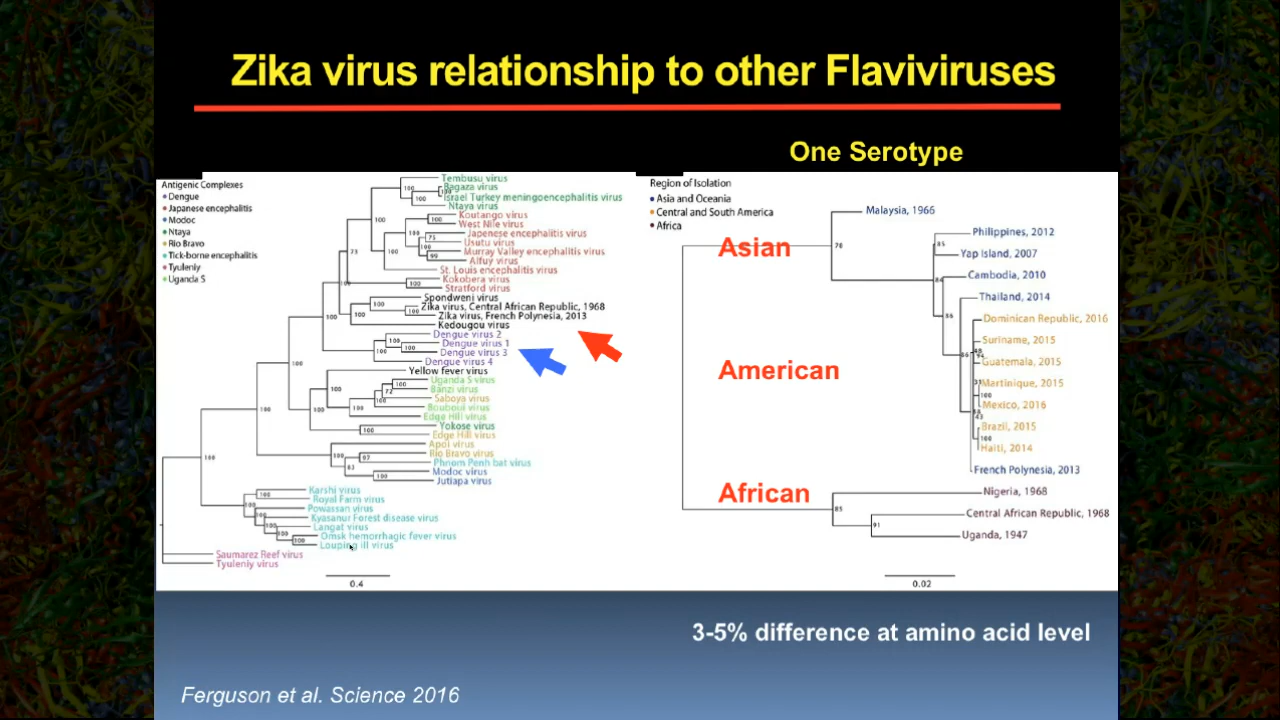 Zika virus relationship to other Flaviviruses
One Serotype
Antigenic Complexes
Dengue
Japanese encephalitis
Modoc
Ntaya
Rio Bravo
Tick-borne encephalitis
Tyuleniy
Uganda S
Tembusu virus
Bagaza virus
Israel Turkey meningoencephalitis virus
Ntaya virus
Koutango virus
West Nile virus
Japenese encephalitis virus
Usutu virus
Murray Valley encephalitis virus
Alfuy virus
St. Louis encephalitis virus
Kokobera virus
Stratford virus
Spondweni virus
Zika virus, Central African Republic, 1968
Zika virus, French Polynesia, 2013
Kedougou virus
Dengue virus 2
Dengue virus 1
Dengue virus 3
Dengue virus 4
Yellow fever virus
Uganda S virus
Banzi virus
Saboya virus
Bouboui virus
Edge Hill virus
Yokose virus
Edge Hill virus
Apoi virus
Rio Bravo virus
Phnom Penh bat virus
Modoc virus
Jutiapa virus
Karshi virus
Royal Farm virus
Powassan virus
Kyasanur Forest disease virus
Langat virus
Omsk hemorrhagic fever virus
Louping ill virus
Saumarez Reef virus
Tyuleniy virus
0.4
Region of Isolation
Asia and Oceania
Central and South America
Africa
Asian
American
African
Malaysia, 1966
Philippines, 2012
Yap Island, 2007
Cambodia, 2010
Thailand, 2014
Dominican Republic, 2016
Suriname, 2015
Guatemala, 2015
Martinique, 2015
Mexico, 2016
Brazil, 2015
Haiti, 2014
French Polynesia, 2013
Nigeria, 1968
Central African Republic, 1968
Uganda, 1947
0.02
3-5% difference at amino acid level
Ferguson et al. Science 2016